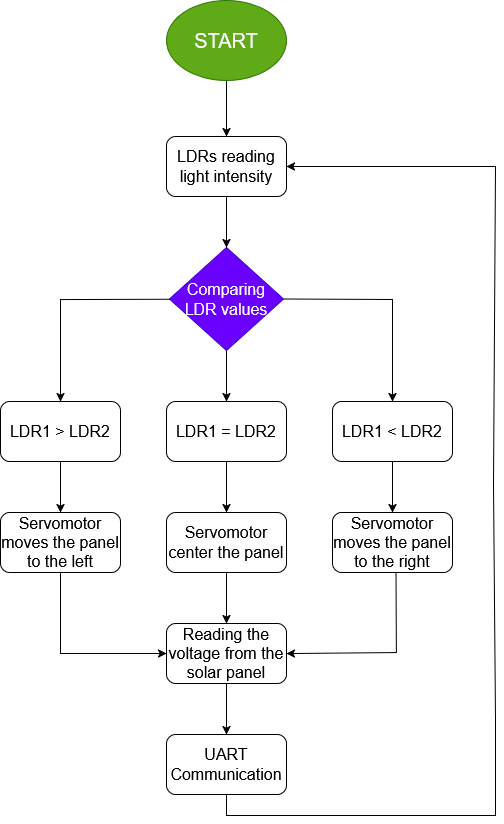 START
LDRs reading
light intensity
Comparing
LDR values
LDR1 > LDR2
LDR1 = LDR2
LDR1 < LDR2
Servomotor
moves the panel
to the left
Servomotor
center the panel
Servomotor
moves the panel
to the right
Reading the
voltage from the
solar panel
UART
Communication